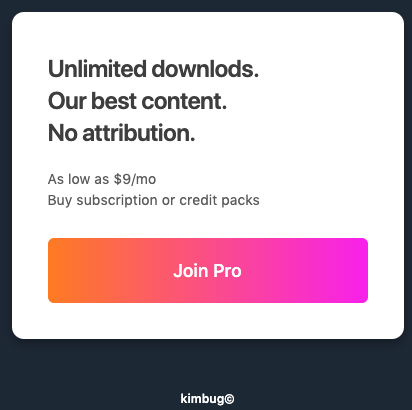 Unlimited downlods.
Our best content.
No attribution.
As low as $9/mo
Buy subscription or credit packs
Join Pro
kimbug©